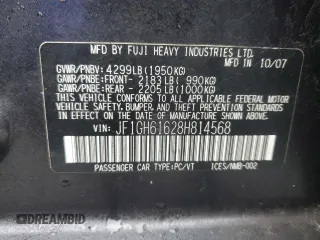 MFD BY FUJI HEAVY INDUSTRIES LTD.
10/07
GVWR/PNBV: 4299LB(1950KG)
GAWR/PNBE:FRONT- 2183LB( 990KG)
GAWR/PNBE:REAR - 2205LB(1000KG)
THIS VEHICLE CONFORMS TO ALL
APPLICABLE U.S. FEDERAL MOTOR
VEHICLE SAFETY, BUMPER, AND THEFT
PREVENTION STANDARDS IN EFFECT ON
THE DATE OF MANUFACTURE SHOWN ABOVE.
VIN: JF1GH61628H814568
PASSENGER CAR TYPE:PC/VT ICES/NMB-002
DREAMBID